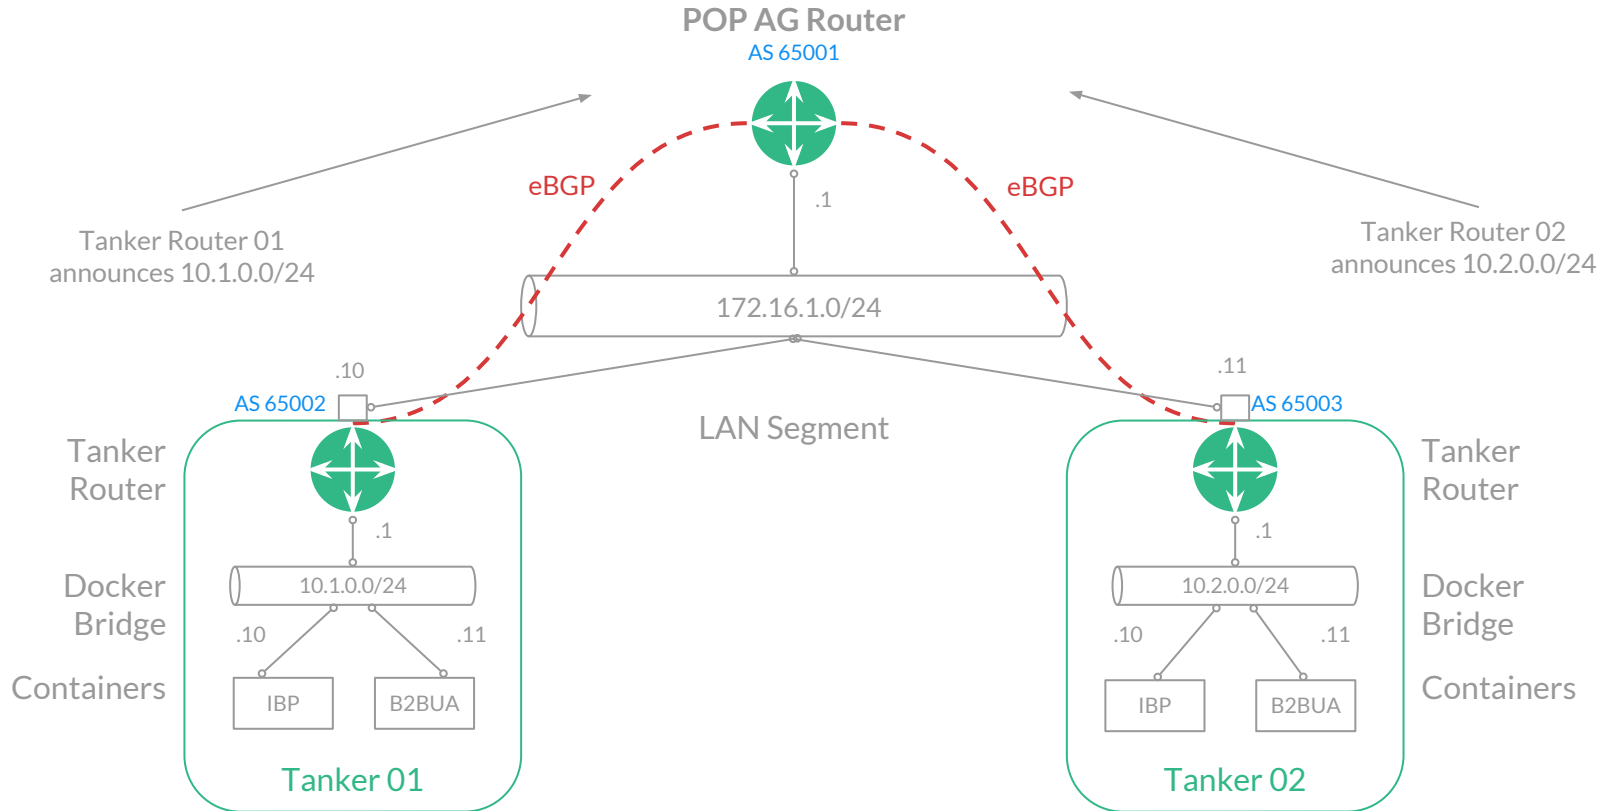 POP AG Router
AS 65001
eBGP
eBGP
.1
Tanker Router 01
announces 10.1.0.0/24
Tanker Router 02
announces 10.2.0.0/24
172.16.1.0/24
.10
.11
AS 65002
AS 65003
LAN Segment
Tanker
Router
Tanker
Router
.1
.1
Docker
Bridge
10.1.0.0/24
10.2.0.0/24
Docker
Bridge
.10
.11
.10
.11
Containers
IBP
B2BUA
IBP
B2BUA
Containers
Tanker 01
Tanker 02